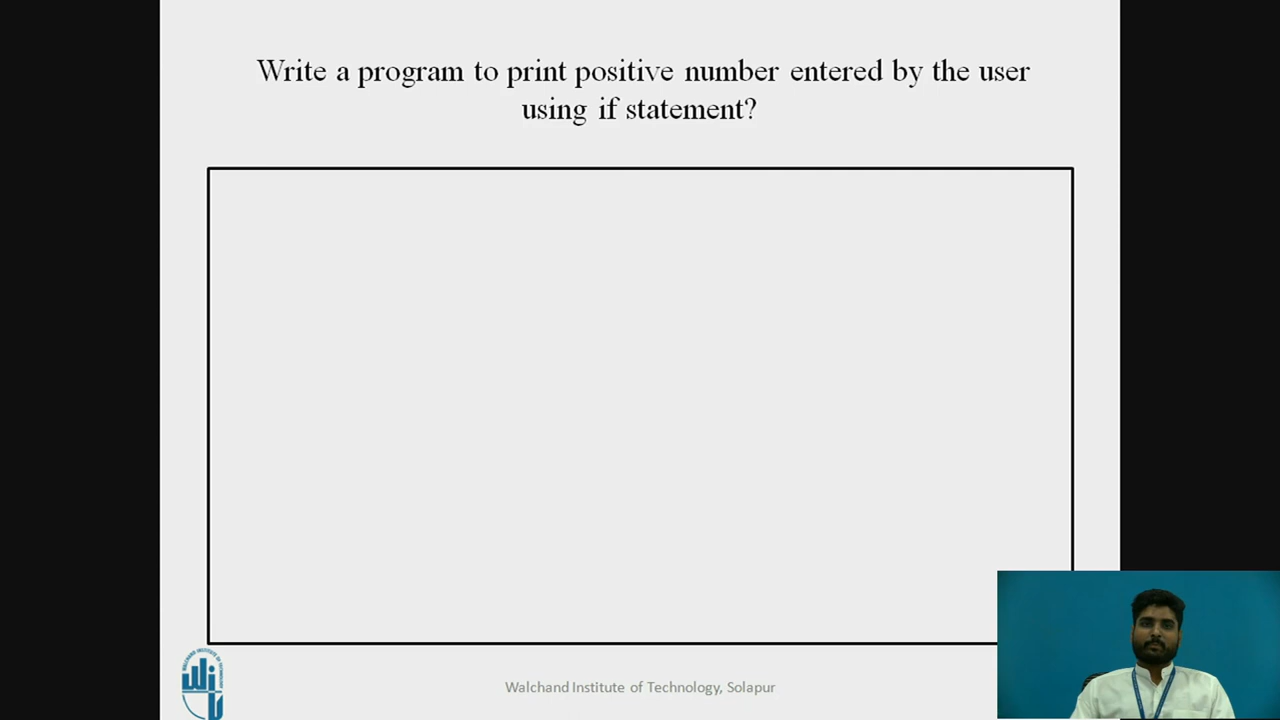 Write a program to print positive number entered by the user
using if statement?
Walchand Institute of Technology, Solapur